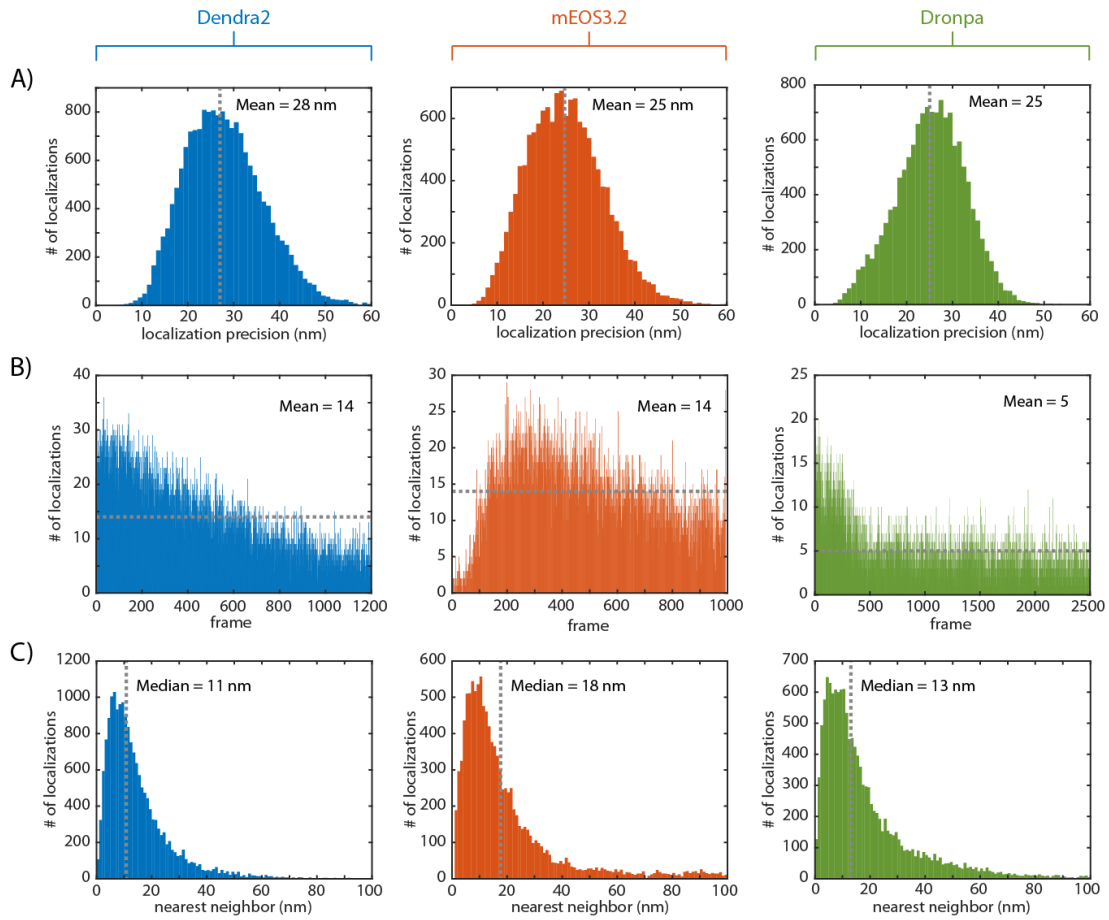 Dendra2 mEOS3.2 Dronpa
A)
Mean = 28 nm
# of localizations
0 200 400 600 800
0 10 20 30 40 50 60
localization precision (nm)
Mean = 25 nm
# of localizations
0 200 400 600
0 10 20 30 40 50 60
localization precision (nm)
Mean = 25
# of localizations
0 200 400 600 800
0 10 20 30 40 50 60
localization precision (nm)
B)
Mean = 14
# of localizations
0 10 20 30 40
0 200 400 600 800 1000 1200
frame
Mean = 14
# of localizations
0 5 10 15 20 25 30
0 200 400 600 800 1000
frame
Mean = 5
# of localizations
0 5 10 15 20 25
0 500 1000 1500 2000 2500
frame
C)
Median = 11 nm
# of localizations
0 200 400 600 800 1000 1200
0 20 40 60 80 100
nearest neighbor (nm)
Median = 18 nm
# of localizations
0 100 200 300 400 500 600
0 20 40 60 80 100
nearest neighbor (nm)
Median = 13 nm
# of localizations
0 100 200 300 400 500 600 700
0 20 40 60 80 100
nearest neighbor (nm)